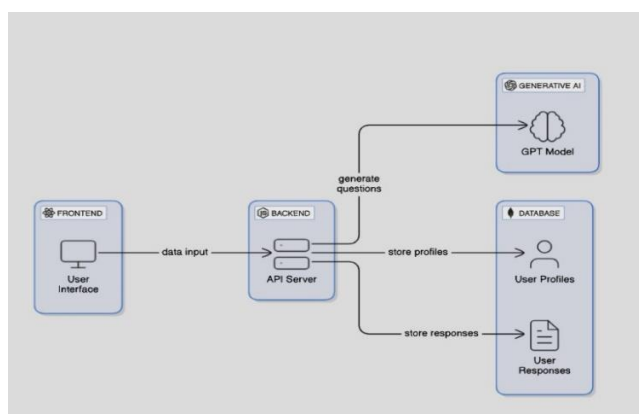 GENERATIVE AI
GPT Model
generate
questions
FRONTEND
User
Interface
data input
BACKEND
API Server
store profiles
DATABASE
User Profiles
store responses
User
Responses